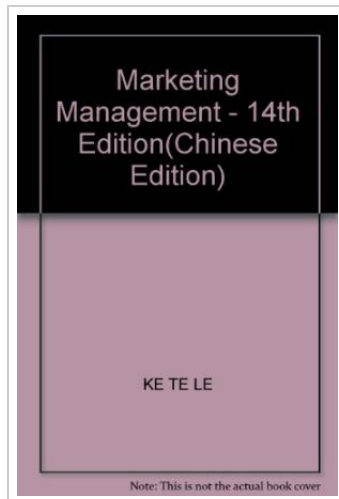 Marketing
Management - 14th
Edition(Chinese
Edition)
KE TE LE
Note: This is not the actual book cover